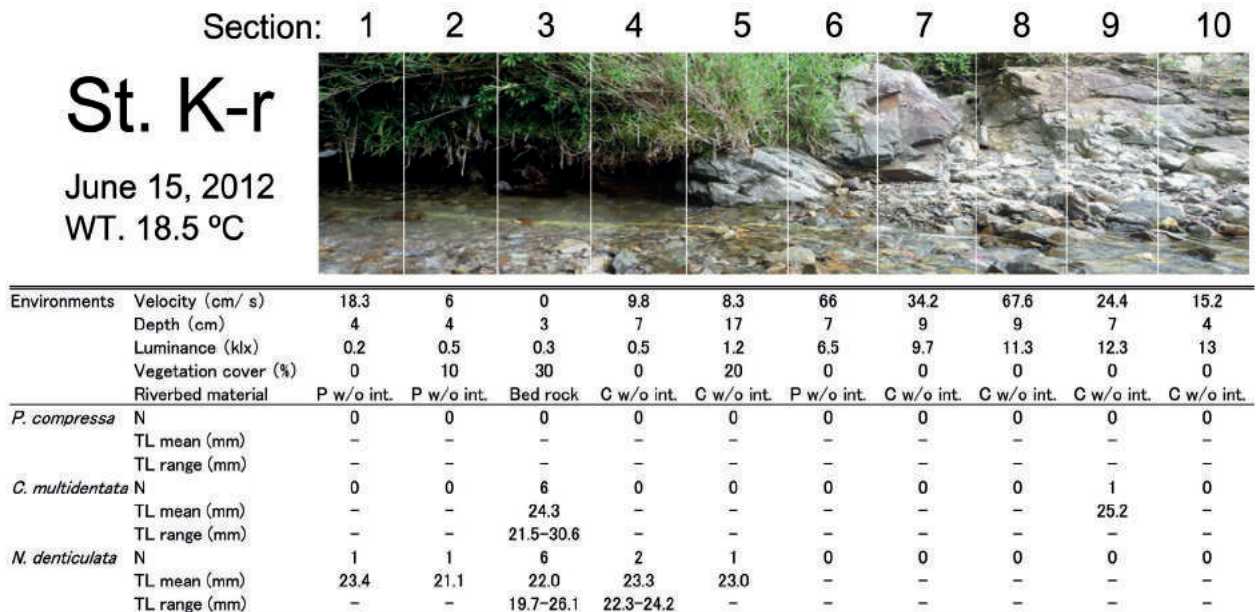 Section: 1 2 3 4 5 6 7 8 9 10
St. K-r
June 15, 2012
WT. 18.5 ºC
Environments Velocity (cm/ s) 18.3 6 0 9.8 8.3 66 34.2 67.6 24.4 15.2
Depth (cm) 4 4 3 7 17 7 9 9 7 4
Luminance (klx) 0.2 0.5 0.3 0.5 1.2 6.5 9.7 11.3 12.3 13
Vegetation cover (%) 0 10 30 0 20 0 0 0 0 0
Riverbed material P w/o int. P w/o int. Bed rock C w/o int. C w/o int. P w/o int. C w/o int. C w/o int. C w/o int. C w/o int.
P. compressa N 0 0 0 0 0 0 0 0 0 0
TL mean (mm) - - - - - - - - - -
TL range (mm) - - - - - - - - - -
C. multidentata N 0 0 6 0 0 0 0 0 1 0
TL mean (mm) - - 24.3 - - - - - 25.2 -
TL range (mm) - - 21.5-30.6 - - - - - - -
N. denticulata N 1 1 6 2 1 0 0 0 0 0
TL mean (mm) 23.4 21.1 22.0 23.3 23.0 - - - - -
TL range (mm) - - 19.7-26.1 22.3-24.2 - - - - - -